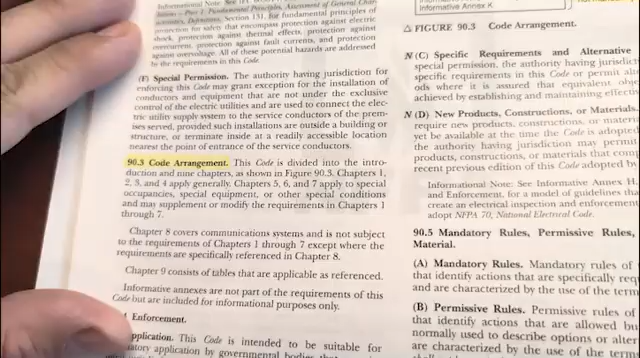 Informational Note: See IEC
Part 1: Fundamental Principles, Assessment of General Char-
acteristics, Definitions, Section 131, for fundamental principles of
protection for safety that encompass protection against electric
shock, protection against thermal effects, protection against
overcurrent, protection against fault currents, and protection
against overvoltage. All of these potential hazards are addressed
by the requirements in this Code.
(F) Special Permission. The authority having jurisdiction for
enforcing this Code may grant exception for the installation of
conductors and equipment that are not under the exclusive
control of the electric utilities and are used to connect the elec-
tric utility supply system to the service conductors of the prem-
ises served, provided such installations are outside a building or
structure, or terminate inside at a readily accessible location
nearest the point of entrance of the service conductors.
90.3 Code Arrangement. This Code is divided into the intro-
duction and nine chapters, as shown in Figure 90.3. Chapters 1,
2, 3, and 4 apply generally. Chapters 5, 6, and 7 apply to special
occupancies, special equipment, or other special conditions
and may supplement or modify the requirements in Chapters 1
through 7.
Chapter 8 covers communications systems and is not subject
to the requirements of Chapters 1 through 7 except where the
requirements are specifically referenced in Chapter 8.
Chapter 9 consists of tables that are applicable as referenced.
Informative annexes are not part of the requirements of this
Code but are included for informational purposes only.
Enforcement.
pplication. This Code is intended to be suitable for
atory application by governmental bodies that
Informative Annex K
Δ FIGURE 90.3 Code Arrangement.
N (C) Specific Requirements and Alternative
special permission, the authority having jurisdict
specific requirements in this Code or permit alt
ods where it is assured that equivalent obje
achieved by establishing and maintaining effectiv
N (D) New Products, Constructions, or Materials.
require new products, constructions, or materia
yet be available at the time the Code is adopted
the authority having jurisdiction may permit
products, constructions, or materials that com
recent previous edition of this Code adopted by
Informational Note: See Informative Annex H,
and Enforcement, for a model of guidelines tha
create an electrical inspection and enforcement
adopt NFPA 70, National Electrical Code.
90.5 Mandatory Rules, Permissive Rules,
Material.
(A) Mandatory Rules. Mandatory rules of
that identify actions that are specifically req
and are characterized by the use of the term
(B) Permissive Rules. Permissive rules of
that identify actions that are allowed bu
normally used to describe options or alter
are characterized by the use of the term